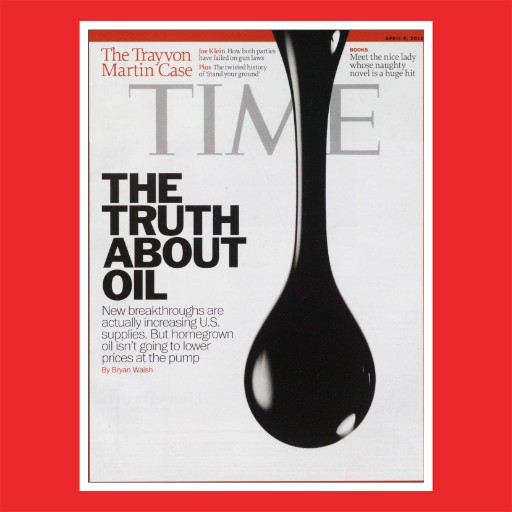 APRIL 9, 2012
The Trayvon
Martin Case
Joe Klein How both parties
have failed on gun laws
Plus The twisted history
of 'Stand your ground'
BOOKS
Meet the nice lady
whose naughty
novel is a huge hit
TIME
THE
TRUTH
ABOUT
OIL
New breakthroughs are
actually increasing U.S.
supplies. But homegrown
oil isn't going to lower
prices at the pump
By Bryan Walsh